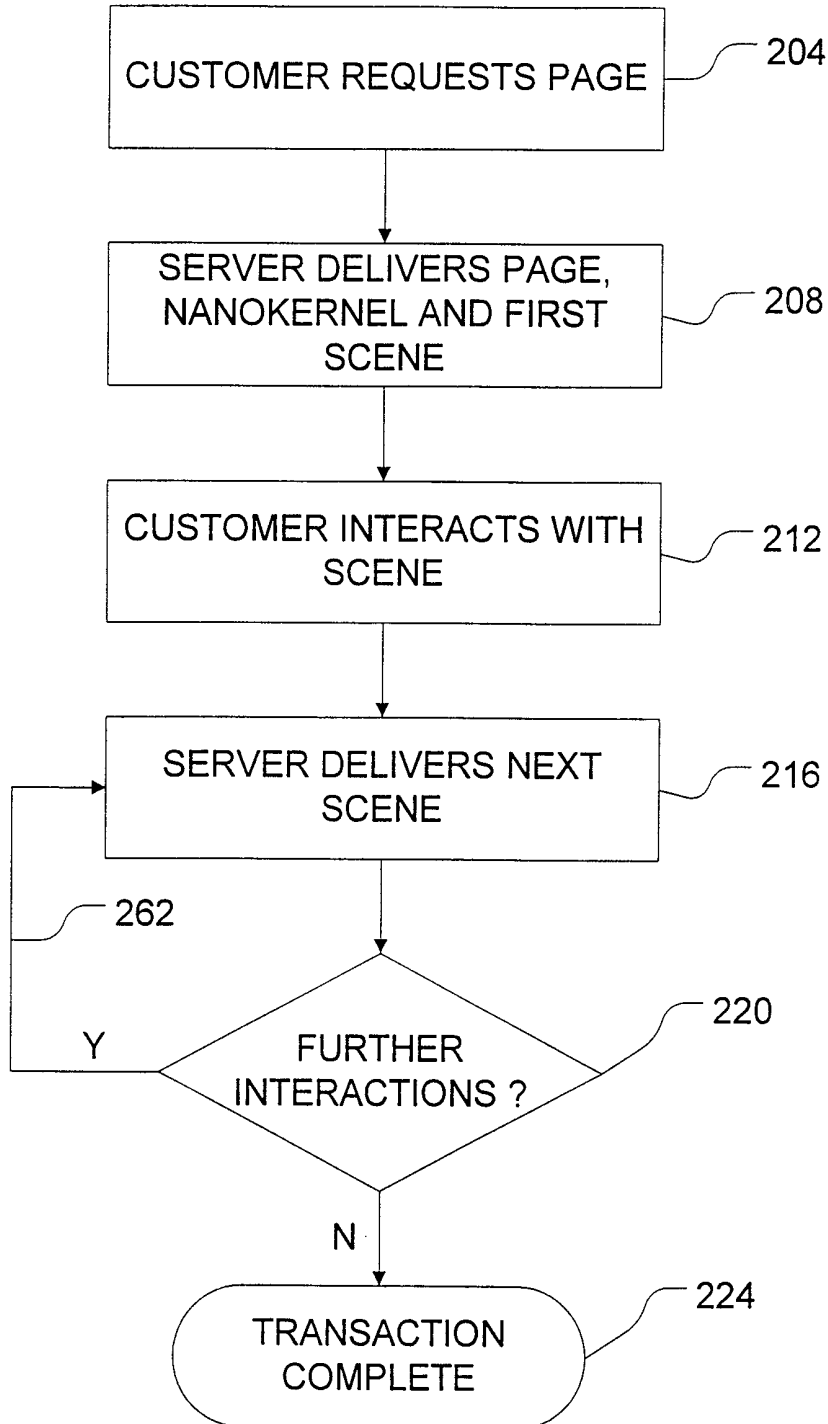 CUSTOMER REQUESTS PAGE
204
SERVER DELIVERS PAGE,
NANOKERNEL AND FIRST
SCENE
208
CUSTOMER INTERACTS WITH
SCENE
212
SERVER DELIVERS NEXT
SCENE
216
262
Y
FURTHER
INTERACTIONS ?
220
N
TRANSACTION
COMPLETE
224